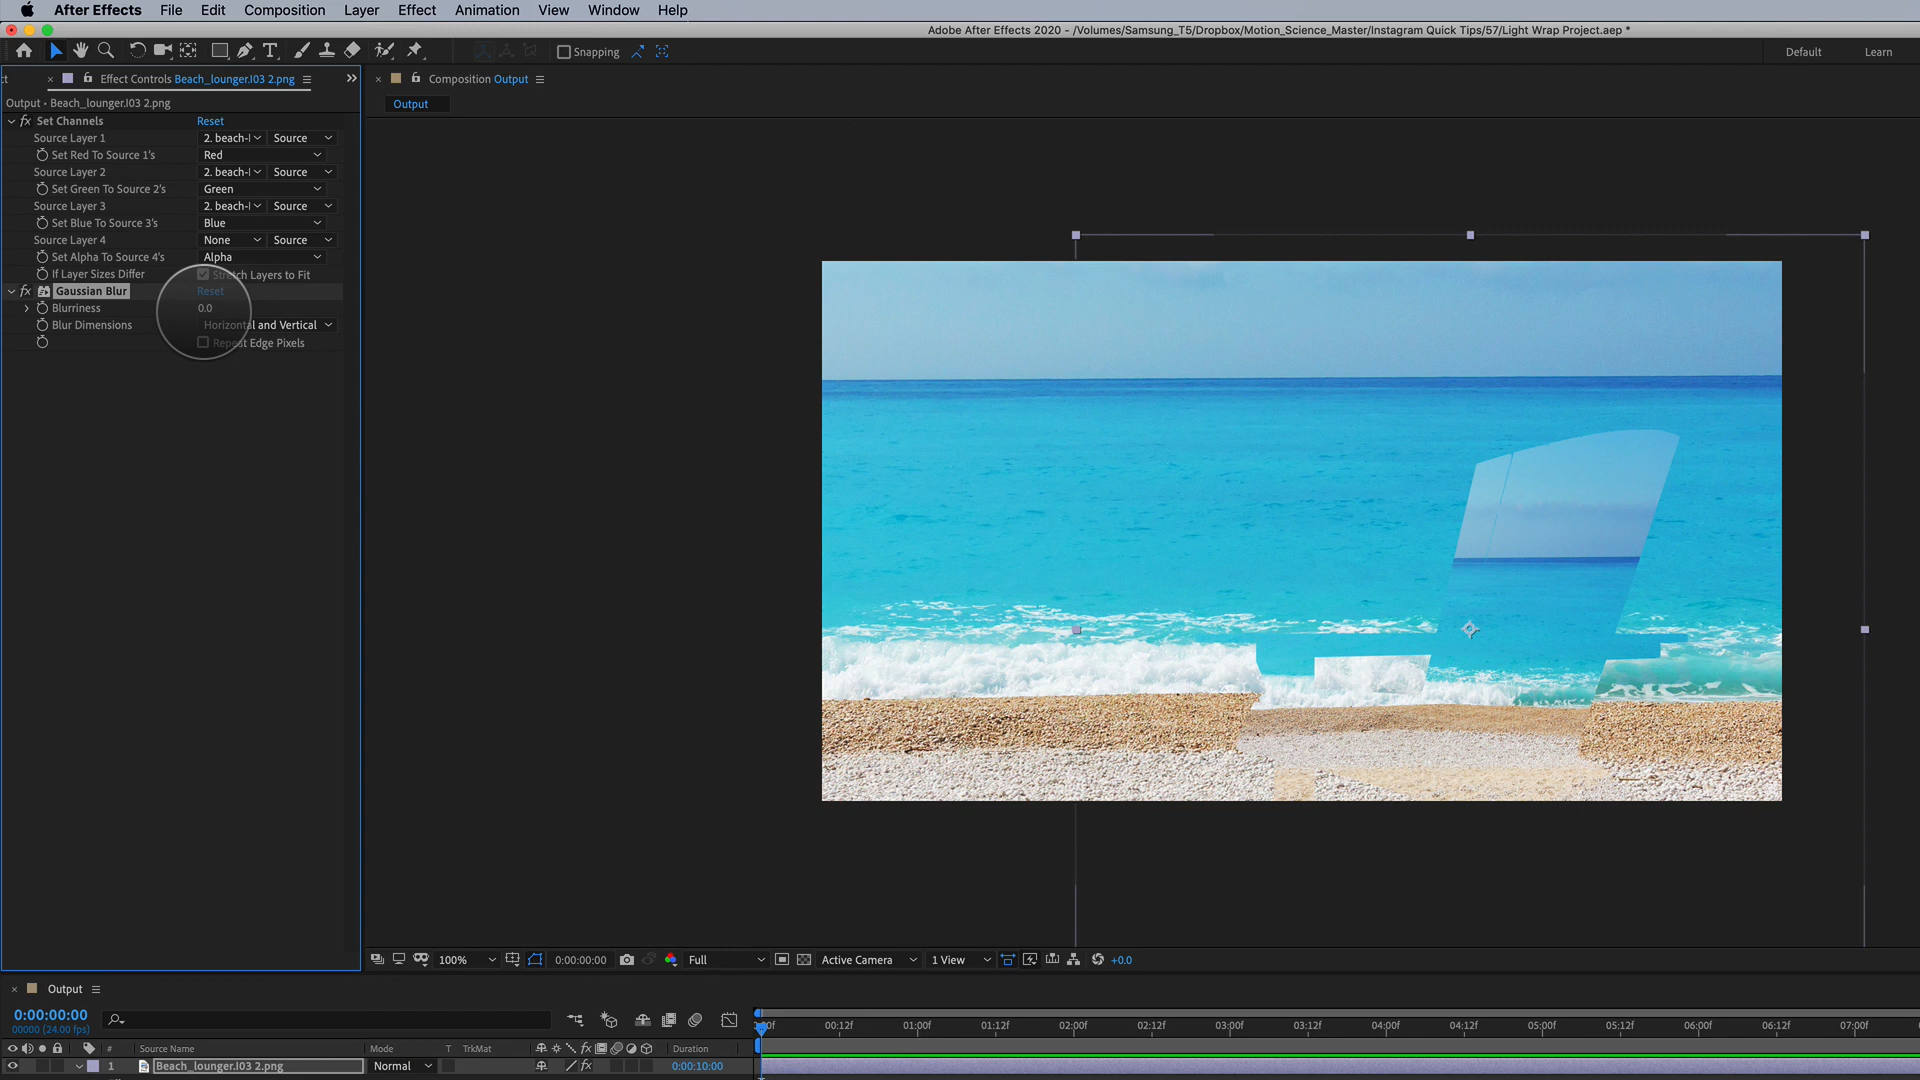 After Effects File Edit Composition Layer Effect Animation View Window Help
Adobe After Effects 2020 - /Volumes/Samsung_T5/Dropbox/Motion_Science_Master/Instagram Quick Tips/57/Light Wrap Project.aep *
Snapping Default Learn
Effect Controls Beach_lounger.I03 2.png
Composition Output
Output • Beach_lounger.I03 2.png
Output
fx Set Channels Reset
Source Layer 1 2. beach-l Source
Set Red To Source 1's Red
Source Layer 2 2. beach-l Source
Set Green To Source 2's Green
Source Layer 3 2. beach-l Source
Set Blue To Source 3's Blue
Source Layer 4 None Source
Set Alpha To Source 4's Alpha
If Layer Sizes Differ Stretch Layers to Fit
fx Gaussian Blur Reset
Blurriness 0.0
Blur Dimensions Horizontal and Vertical
Repeat Edge Pixels
100% 0:00:00:00 Full Active Camera 1 View +0.0
Output
0:00:00:00
00000 (24.00 fps)
00:12f 01:00f 01:12f 02:00f 02:12f 03:00f 03:12f 04:00f 04:12f 05:00f 05:12f 06:00f 06:12f 07:00f
# Source Name Mode T TrkMat fx Duration
1 Beach_lounger.I03 2.png Normal fx 0:00:10:00